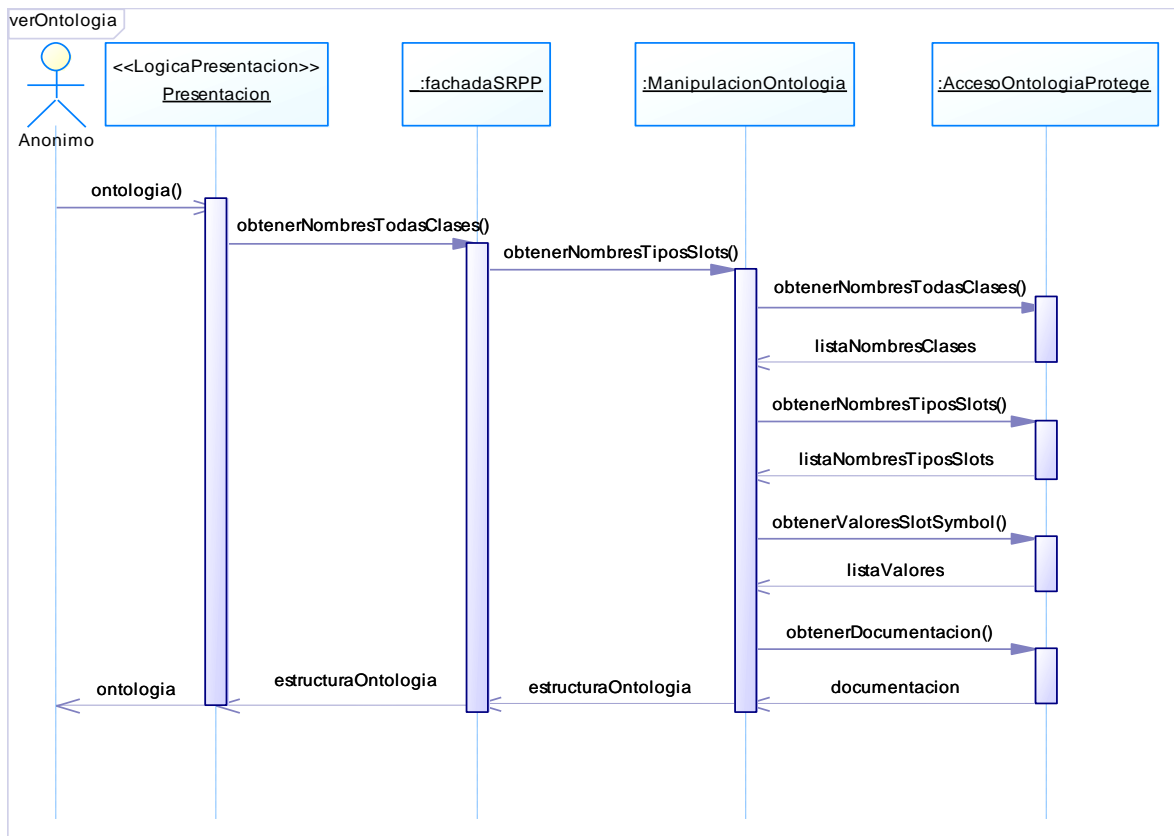 verOntologia
<<LogicaPresentacion>>
Presentacion
_:fachadaSRPP
:ManipulacionOntologia
:AccesoOntologiaProtege
Anonimo
ontologia()
obtenerNombresTodasClases()
obtenerNombresTiposSlots()
obtenerNombresTodasClases()
listaNombresClases
obtenerNombresTiposSlots()
listaNombresTiposSlots
obtenerValoresSlotSymbol()
listaValores
obtenerDocumentacion()
documentacion
estructuraOntologia
estructuraOntologia
ontologia